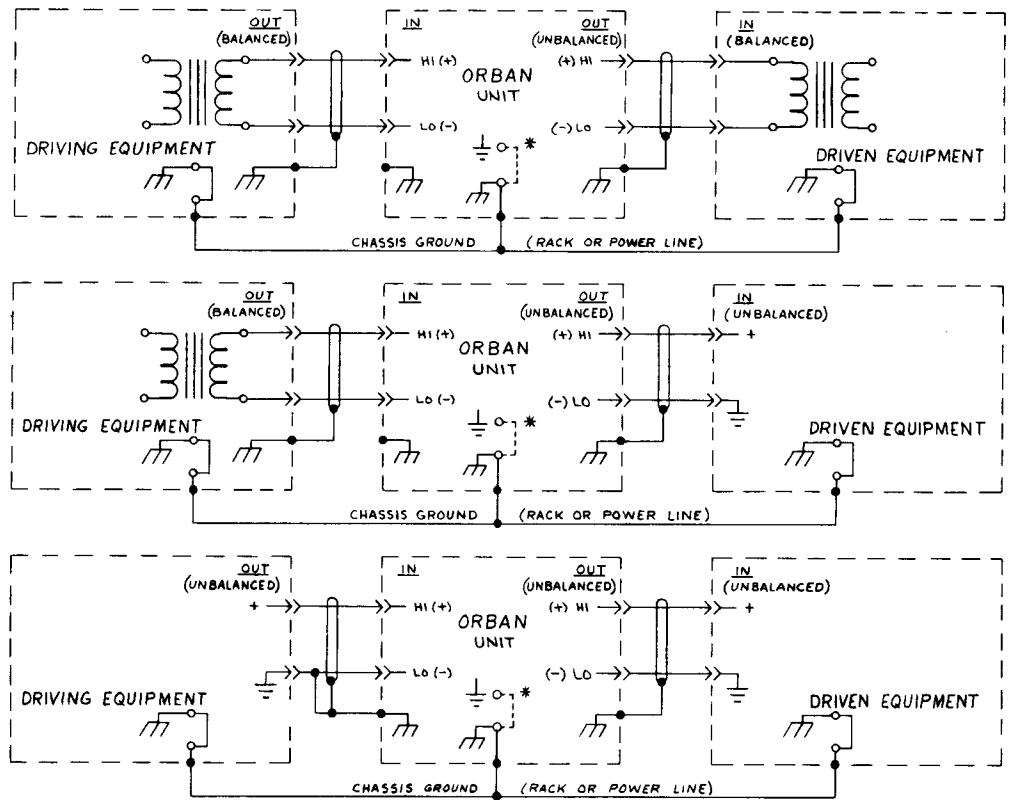 OUT
(BALANCED)
IN
OUT
(UNBALANCED)
IN
(BALANCED)
HI (+)
(+) HI
ORBAN
UNIT
LO (-)
(-) LO
*
DRIVING EQUIPMENT
DRIVEN EQUIPMENT
CHASSIS GROUND (RACK OR POWER LINE)
OUT
(BALANCED)
IN
OUT
(UNBALANCED)
IN
(UNBALANCED)
HI (+)
(+) HI
+
ORBAN
UNIT
LO (-)
(-) LO
*
DRIVING EQUIPMENT
DRIVEN EQUIPMENT
CHASSIS GROUND (RACK OR POWER LINE)
OUT
(UNBALANCED)
IN
OUT
(UNBALANCED)
IN
(UNBALANCED)
+
HI (+)
(+) HI
+
ORBAN
UNIT
LO (-)
(-) LO
*
DRIVING EQUIPMENT
DRIVEN EQUIPMENT
CHASSIS GROUND (RACK OR POWER LINE)